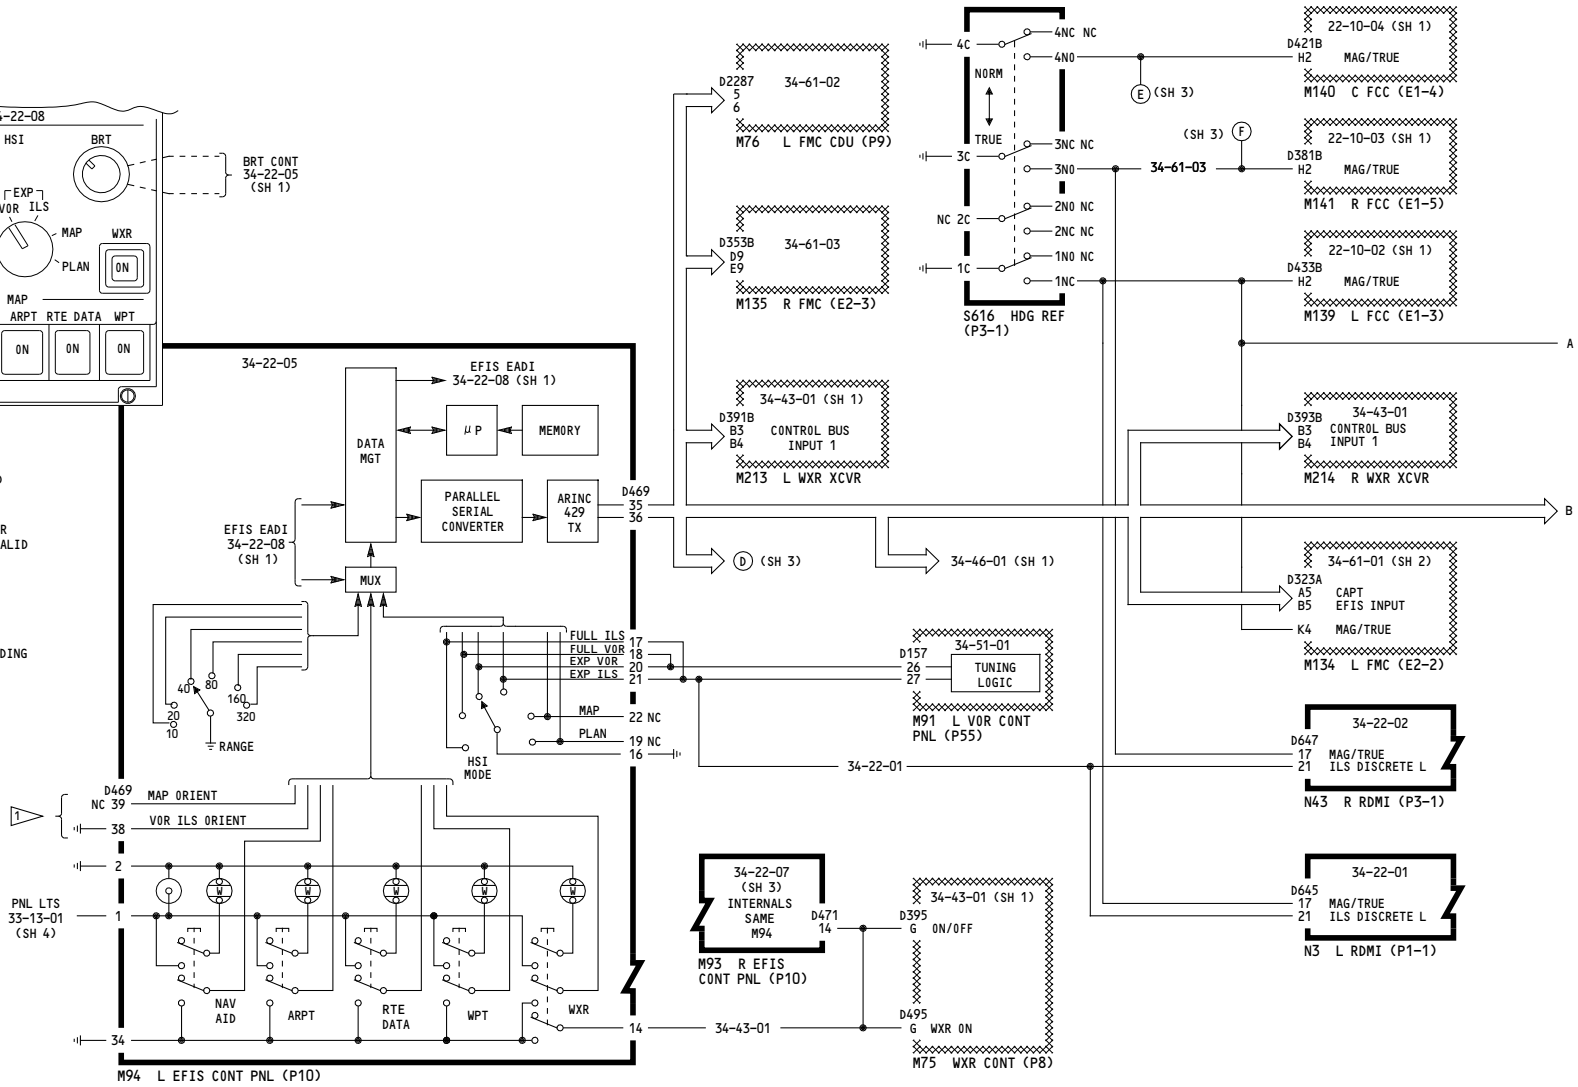 4-22-08
HSI
BRT
BRT CONT
34-22-05
(SH 1)
EXP
VOR ILS
MAP
PLAN
WXR
ON
MAP
ARPT RTE DATA WPT
ON
ON
ON
R
ALID
DING
34-22-05
EFIS EADI
34-22-08 (SH 1)
DATA
MGT
μP
MEMORY
PARALLEL
SERIAL
CONVERTER
ARINC
429
TX
D469
35
36
EFIS EADI
34-22-08
(SH 1)
MUX
40
80
160
320
20
10
RANGE
FULL ILS 17
FULL VOR 18
EXP VOR 20
EXP ILS 21
MAP 22 NC
PLAN 19 NC
16
HSI
MODE
1
D469
NC 39 MAP ORIENT
38 VOR ILS ORIENT
2
PNL LTS
33-13-01
(SH 4)
1
W
W
W
W
W
NAV
AID
ARPT
RTE
DATA
WPT
WXR
34
14
34-43-01
M94 L EFIS CONT PNL (P10)
D2287
5
6
34-61-02
M76 L FMC CDU (P9)
D353B
D9
E9
34-61-03
M135 R FMC (E2-3)
34-43-01 (SH 1)
D391B
B3
B4
CONTROL BUS
INPUT 1
M213 L WXR XCVR
D (SH 3)
34-46-01 (SH 1)
34-51-01
D157
26
27
TUNING
LOGIC
M91 L VOR CONT
PNL (P55)
34-22-01
34-22-07
(SH 3)
INTERNALS
SAME
M94
D471
14
M93 R EFIS
CONT PNL (P10)
34-43-01 (SH 1)
D395
G ON/OFF
D495
G WXR ON
M75 WXR CONT (P8)
4C
4NC NC
4NO
NORM
TRUE
3C
3NC NC
3NO
NC 2C
2NO NC
2NC NC
1C
1NO NC
1NC
S616 HDG REF
(P3-1)
E (SH 3)
(SH 3) F
34-61-03
22-10-04 (SH 1)
D421B
H2 MAG/TRUE
M140 C FCC (E1-4)
22-10-03 (SH 1)
D381B
H2 MAG/TRUE
M141 R FCC (E1-5)
22-10-02 (SH 1)
D433B
H2 MAG/TRUE
M139 L FCC (E1-3)
A
34-43-01
D393B
B3
B4
CONTROL BUS
INPUT 1
M214 R WXR XCVR
B
34-61-01 (SH 2)
D323A
A5 CAPT
B5 EFIS INPUT
K4 MAG/TRUE
M134 L FMC (E2-2)
34-22-02
D647
17 MAG/TRUE
21 ILS DISCRETE L
N43 R RDMI (P3-1)
34-22-01
D645
17 MAG/TRUE
21 ILS DISCRETE L
N3 L RDMI (P1-1)